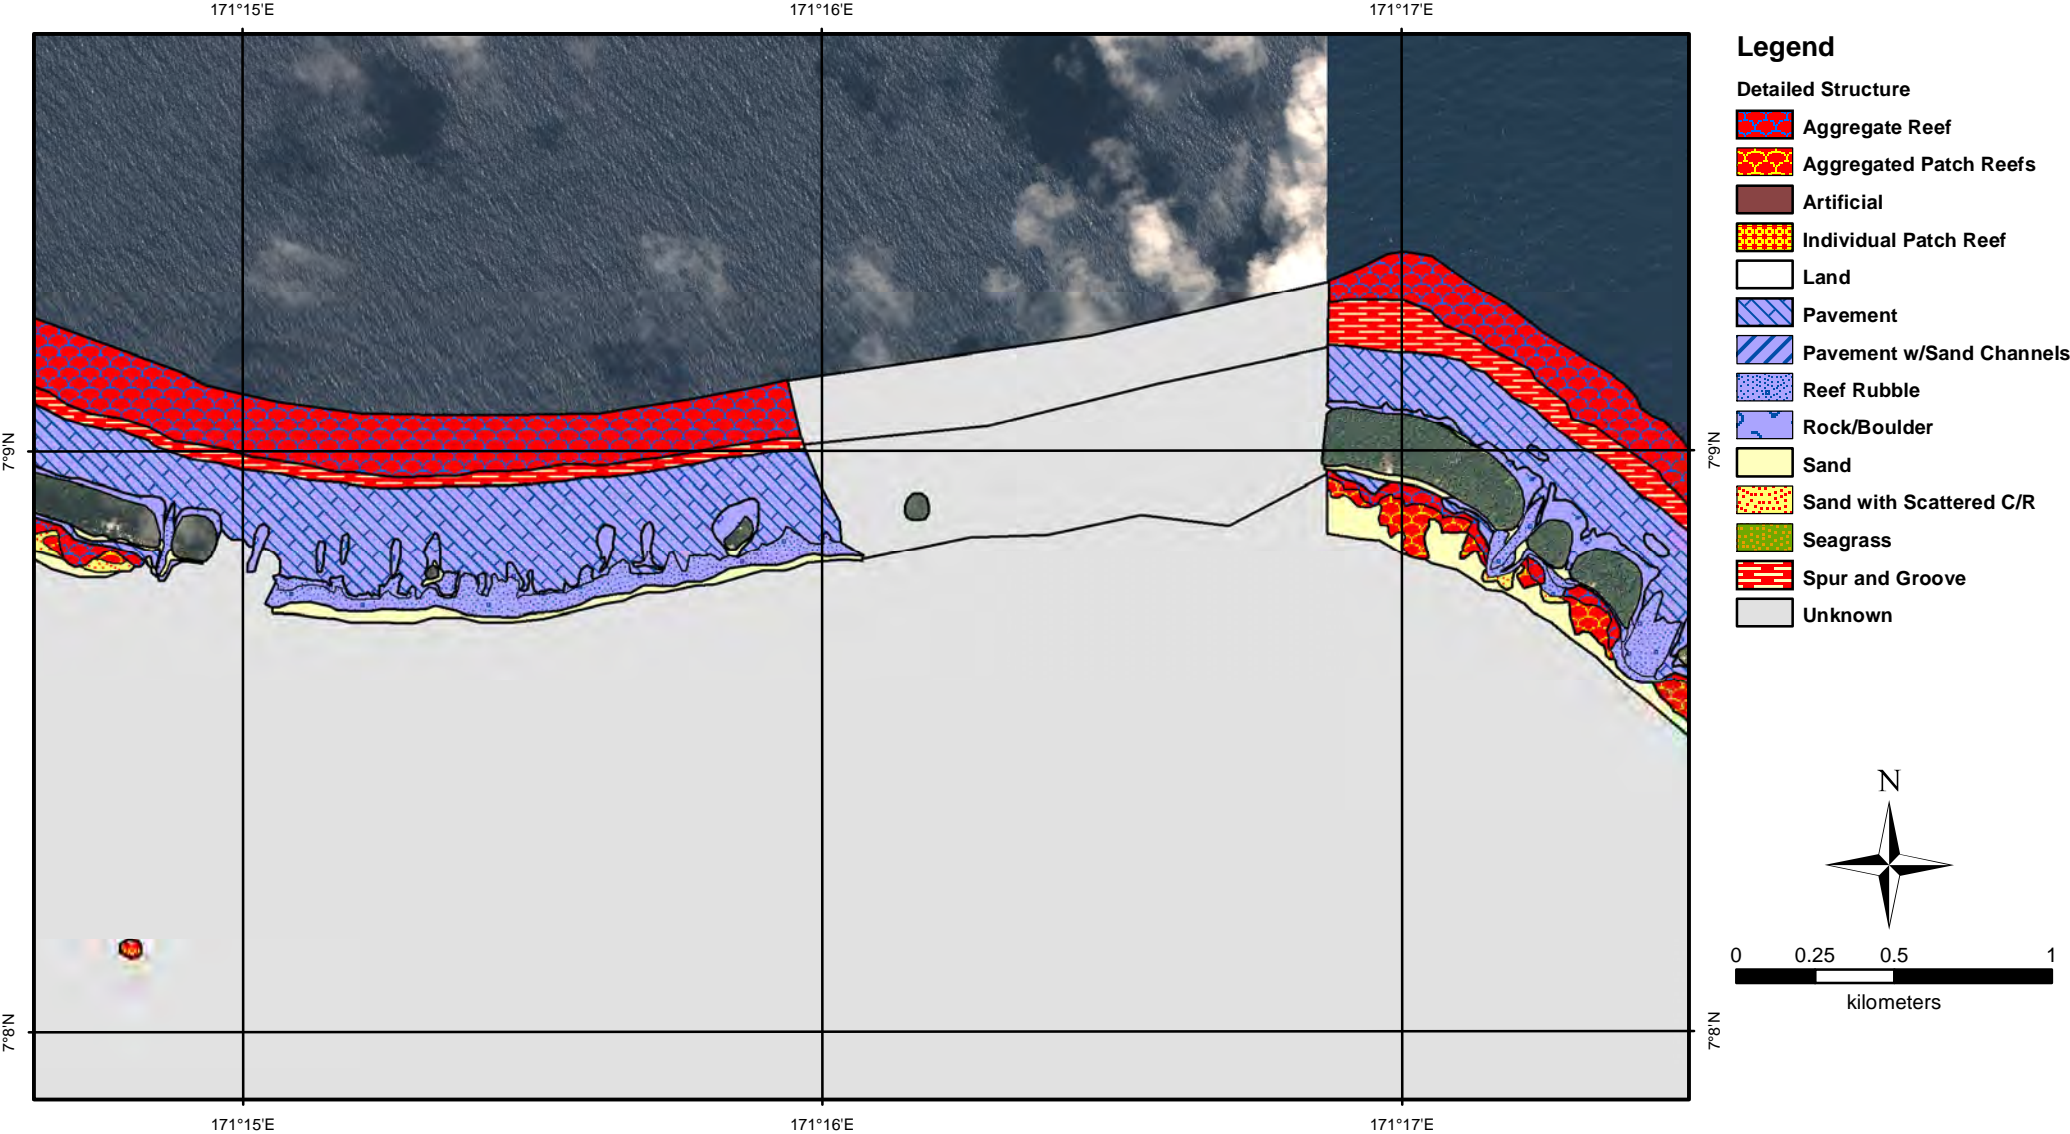 171°15'E 171°16'E 171°17'E
Legend
Detailed Structure
Aggregate Reef
Aggregated Patch Reefs
Artificial
Individual Patch Reef
Land
Pavement
Pavement w/Sand Channels
Reef Rubble
Rock/Boulder
Sand
Sand with Scattered C/R
Seagrass
Spur and Groove
Unknown
7°9'N 7°9'N
N
0 0.25 0.5 1
kilometers
7°8'N 7°8'N
171°15'E 171°16'E 171°17'E